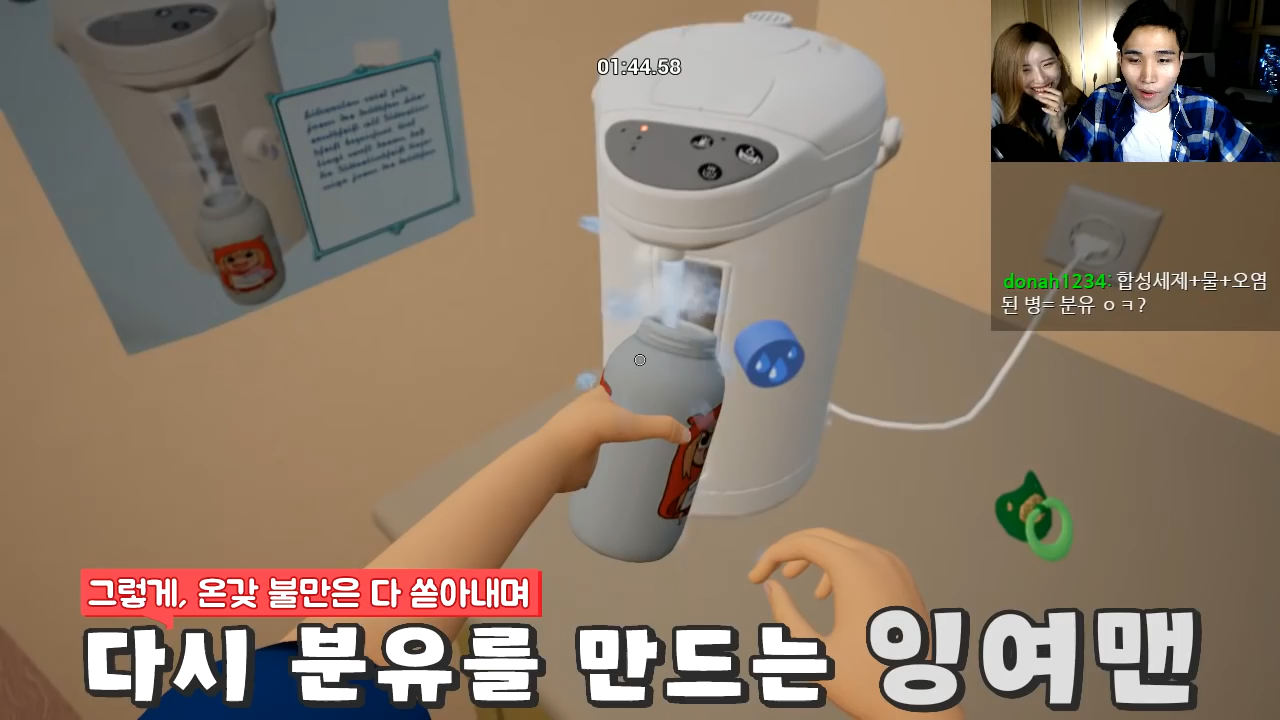 01:44.58
donah1234: 합성세제+물+오염
된 병= 분유 ㅇㅋ?
그렇게, 온갖 불만은 다 쏟아내며
다시 분유를 만드는 잉여맨